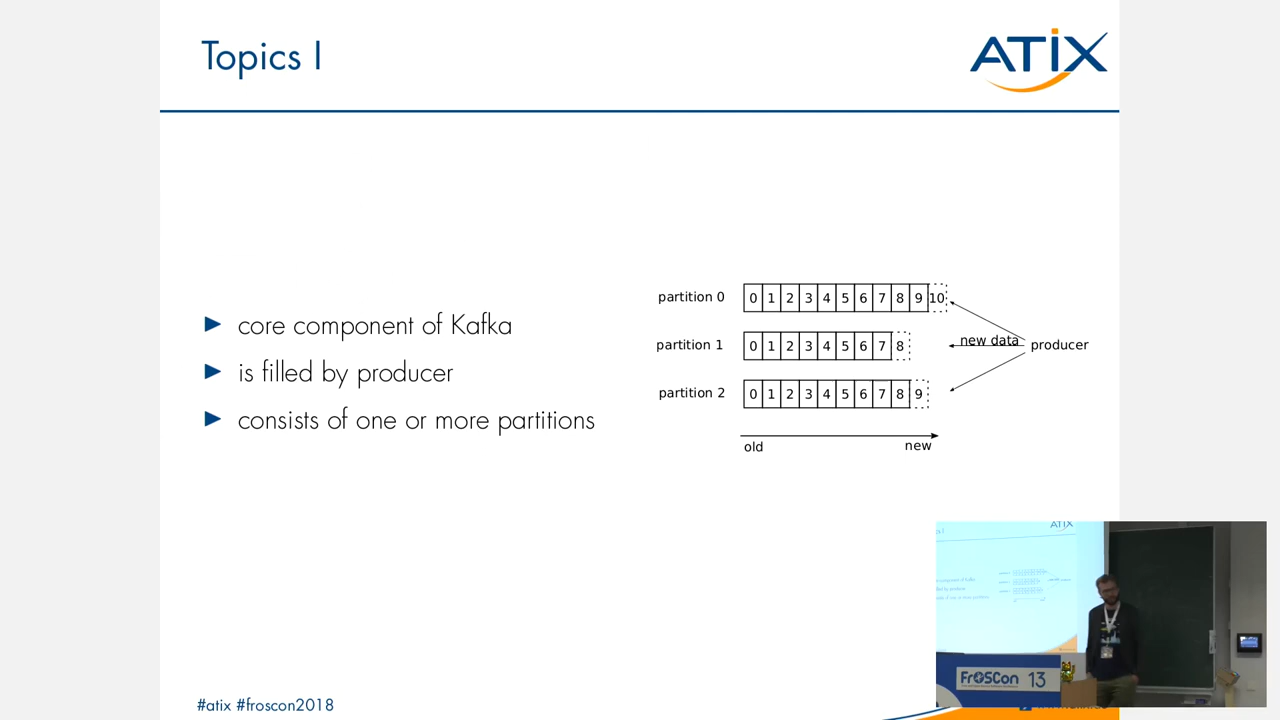 Topics I
ATIX
core component of Kafka
is filled by producer
consists of one or more partitions
partition 0
0 1 2 3 4 5 6 7 8 9 10
partition 1
0 1 2 3 4 5 6 7 8
new data
producer
partition 2
0 1 2 3 4 5 6 7 8 9
old
new
ATIX
FrOSCon 13
#atix #froscon2018